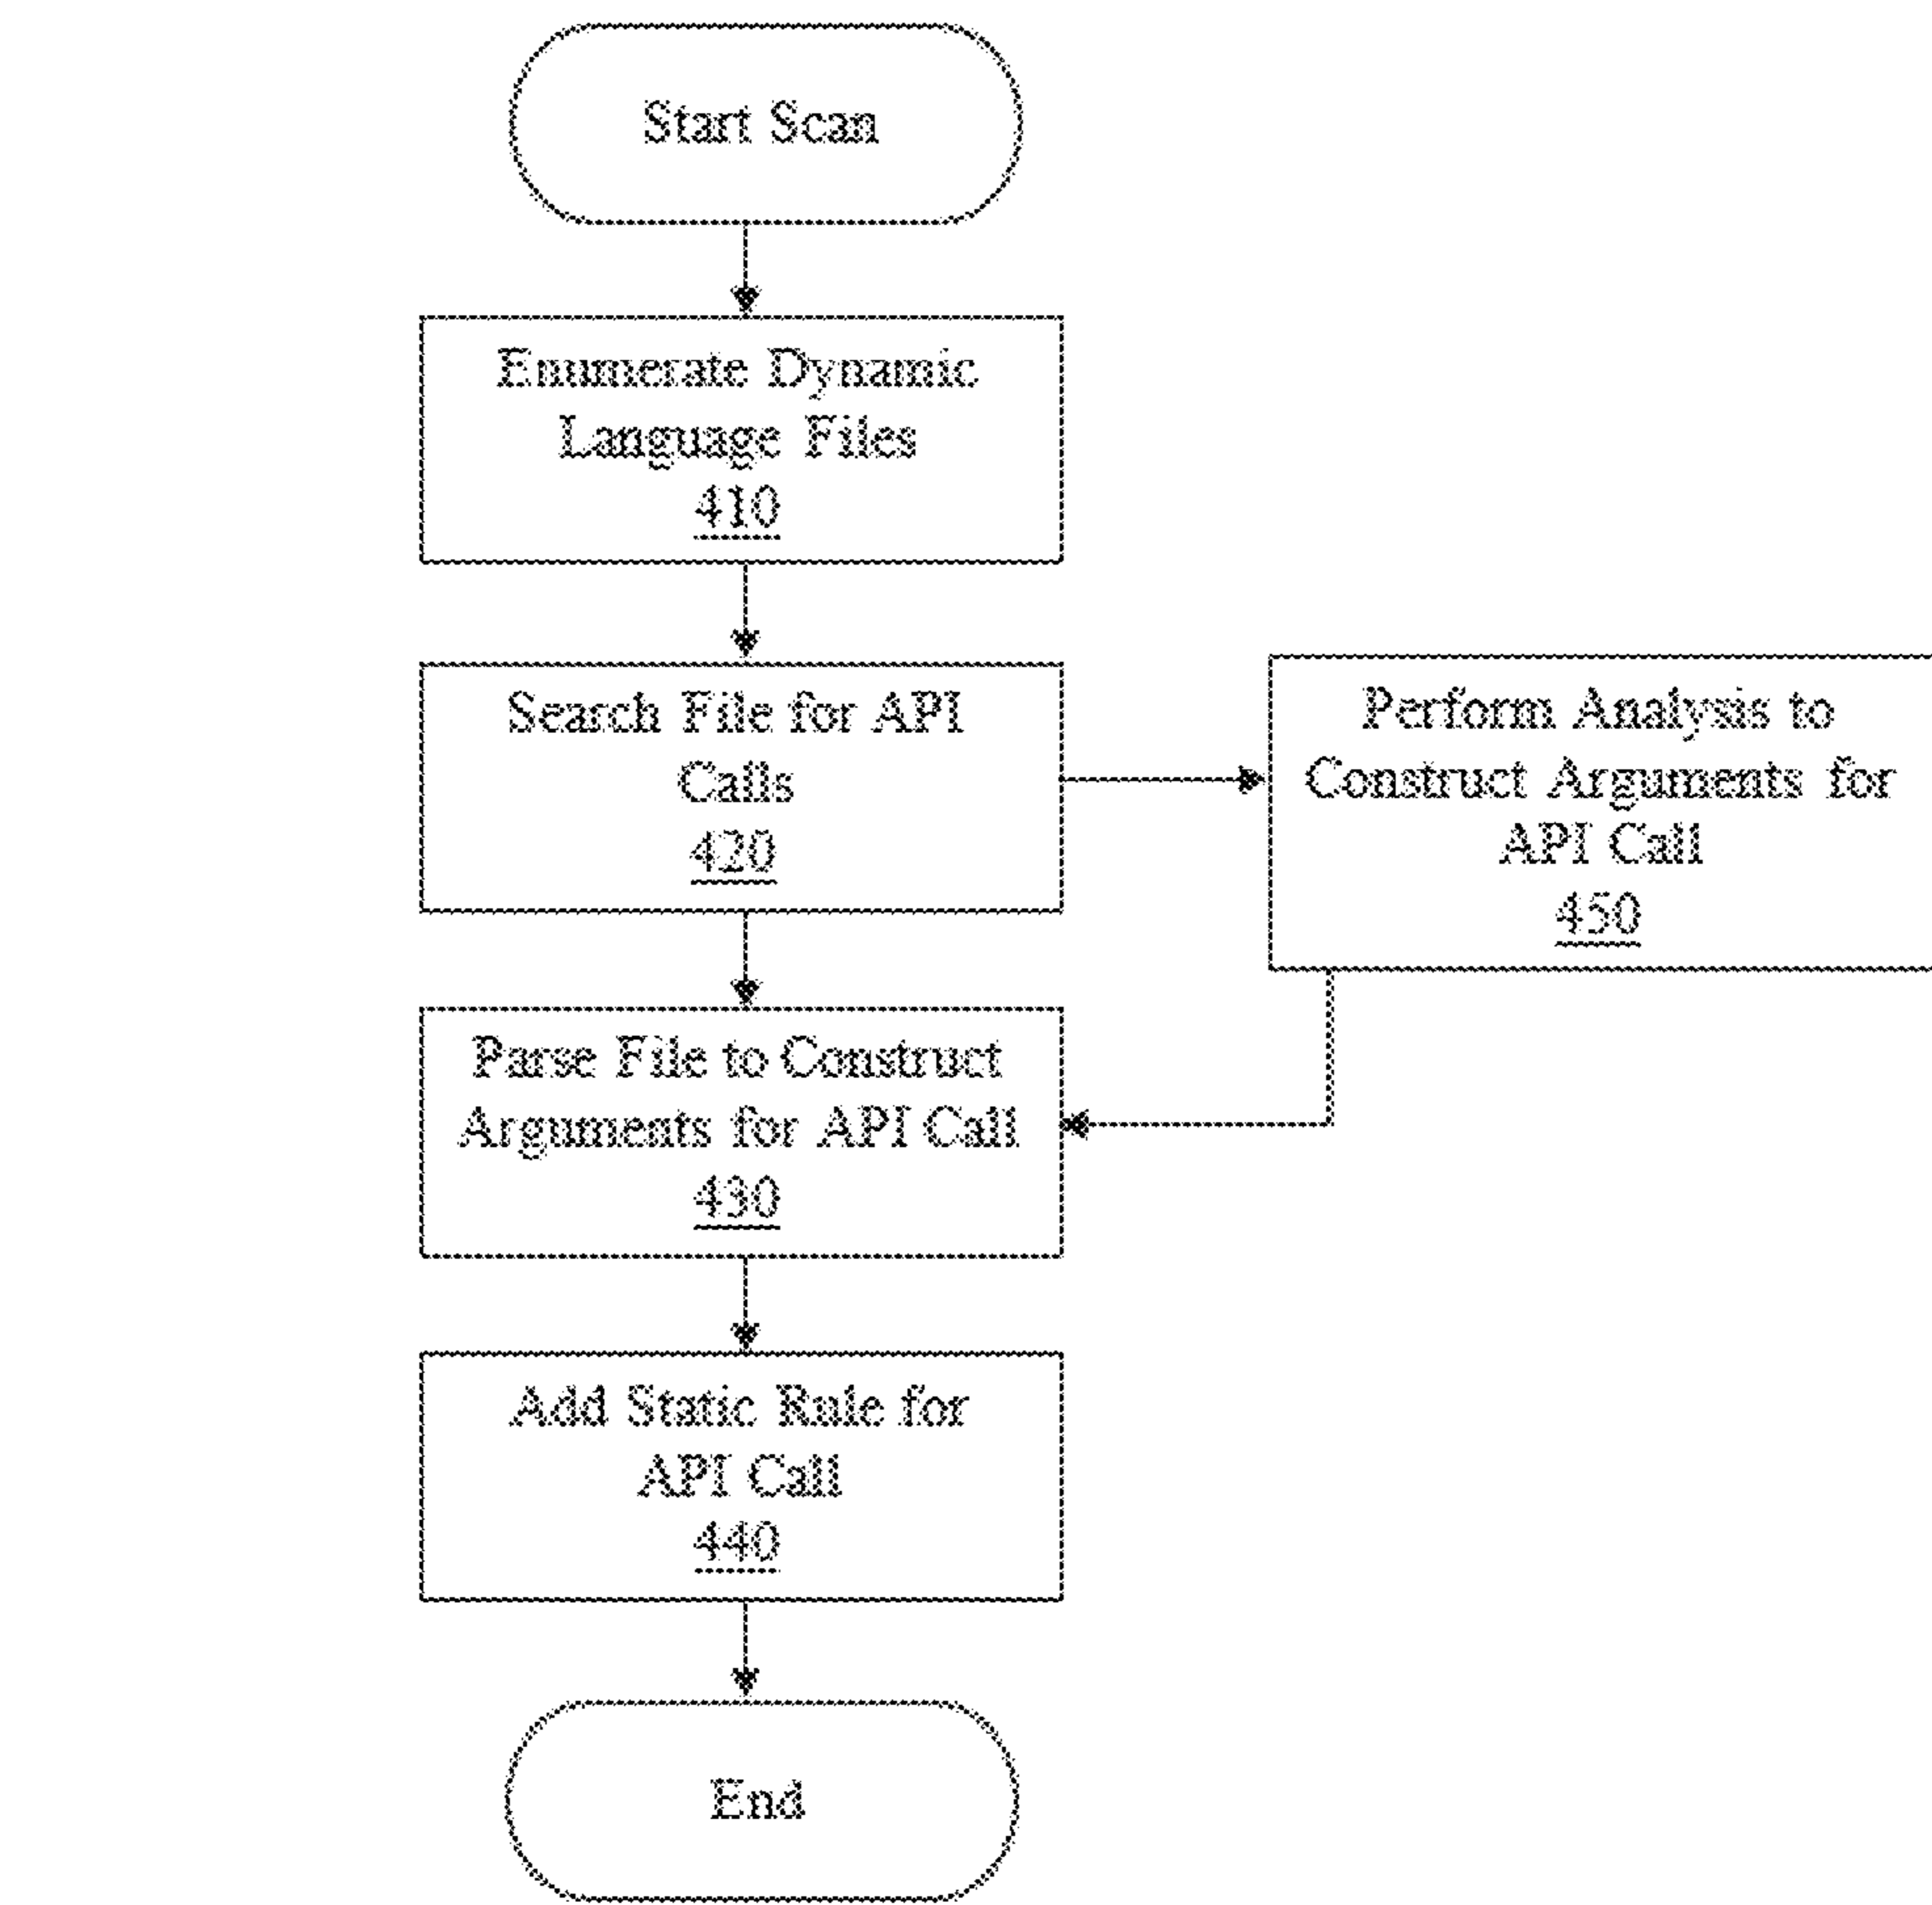 Start Scan
Enumerate Dynamic
Language Files
410
Search File for API
Calls
420
Perform Analysis to
Construct Arguments for
API Call
450
Parse File to Construct
Arguments for API Call
430
Add Static Rule for
API Call
440
End